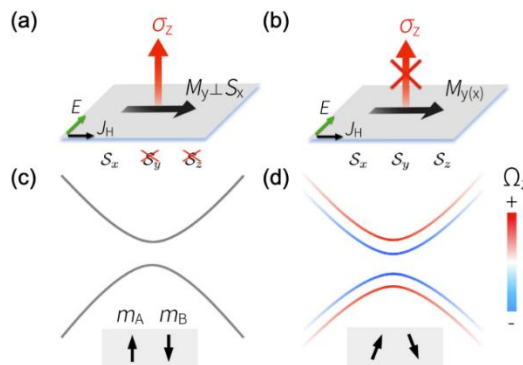 (a)
σz
My⊥Sx
E
JH
Sx Sy Sz
(b)
σz
My(x)
E
JH
Sx Sy Sz
(c)
mA mB
(d)
Ωz
+
-